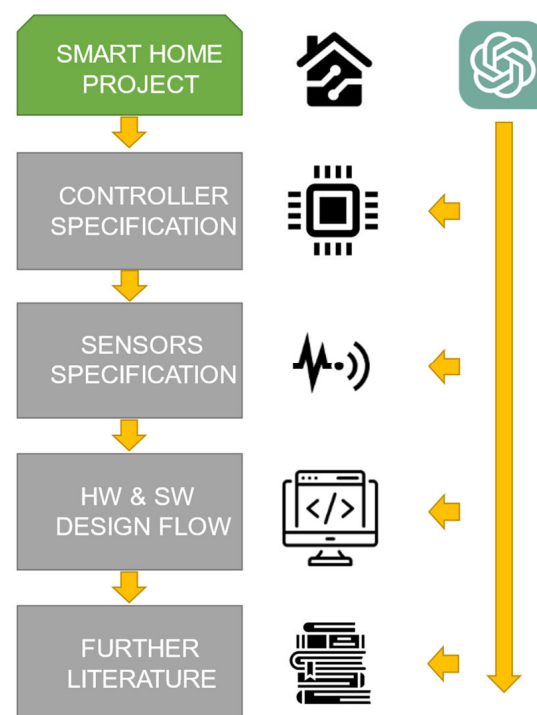 SMART HOME
PROJECT
CONTROLLER
SPECIFICATION
SENSORS
SPECIFICATION
</>
HW & SW
DESIGN FLOW
FURTHER
LITERATURE